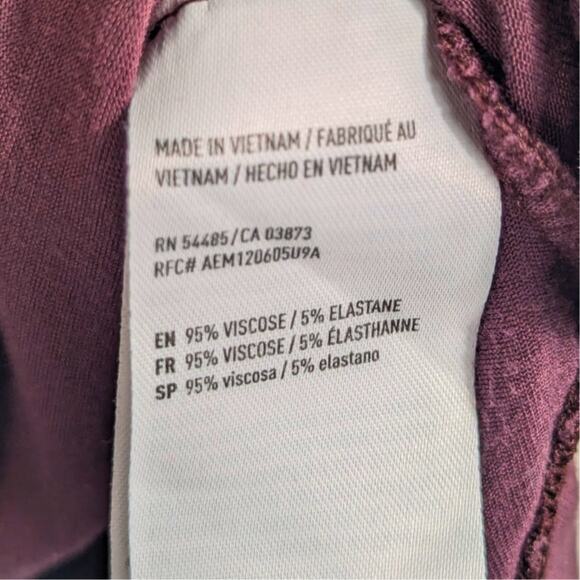 MADE IN VIETNAM / FABRIQUÉ AU
VIETNAM / HECHO EN VIETNAM
RN 54485/CA 03873
RFC# AEM120605U9A
EN 95% VISCOSE / 5% ELASTANE
FR 95% VISCOSE / 5% ÉLASTHANNE
SP 95% viscosa / 5% elastano